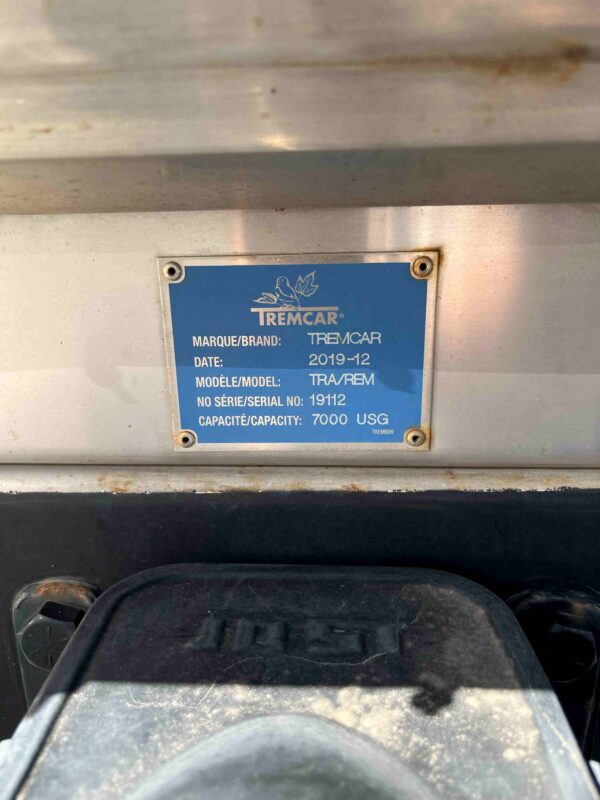 TREMCAR®
MARQUE/BRAND: TREMCAR
DATE: 2019-12
MODÈLE/MODEL: TRA/REM
NO SÉRIE/SERIAL NO: 19112
CAPACITÉ/CAPACITY: 7000 USG
TREM009
JOST